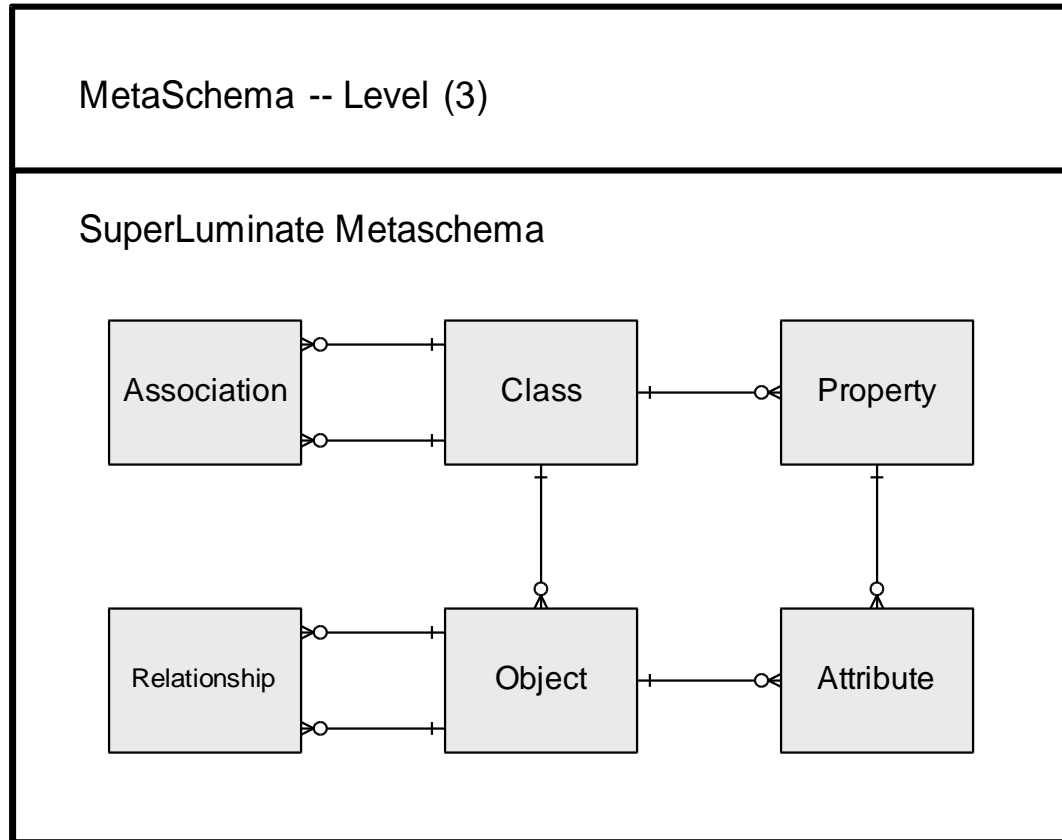 MetaSchema -- Level (3)
SuperLuminate Metaschema
Association
Class
Property
Relationship
Object
Attribute